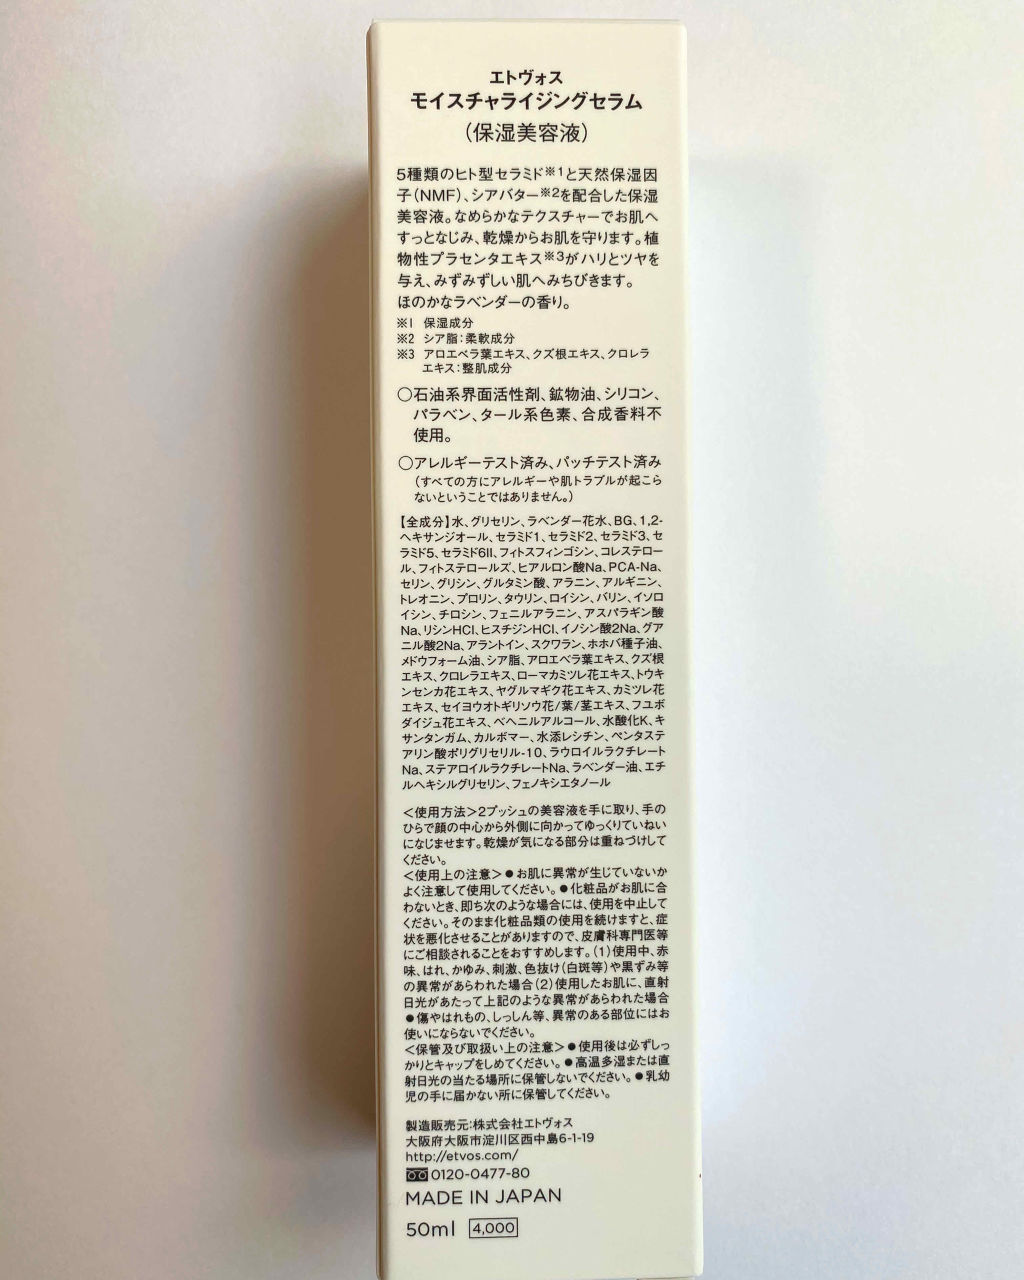 エトヴォス
モイスチャライジングセラム
(保湿美容液)
5種類のヒト型セラミド※1と天然保湿因
子(NMF)、シアバター※2を配合した保湿
美容液。なめらかなテクスチャーでお肌へ
すっとなじみ、乾燥からお肌を守ります。植
物性プラセンタエキス※3がハリとツヤを
与え、みずみずしい肌へみちびきます。
ほのかなラベンダーの香り。
※1 保湿成分
※2 シア脂:柔軟成分
※3 アロエベラ葉エキス、クズ根エキス、クロレラ
エキス:整肌成分
○石油系界面活性剤、鉱物油、シリコン、
パラベン、タール系色素、合成香料不
使用。
○アレルギーテスト済み、パッチテスト済み
(すべての方にアレルギーや肌トラブルが起こら
ないということではありません。)
【全成分】水、グリセリン、ラベンダー花水、BG、1,2-
ヘキサンジオール、セラミド1、セラミド2、セラミド3、セ
ラミド5、セラミド6II、フィトスフィンゴシン、コレステロー
ル、フィトステロールズ、ヒアルロン酸Na、PCA-Na、
セリン、グリシン、グルタミン酸、アラニン、アルギニン、
トレオニン、プロリン、タウリン、ロイシン、バリン、イソロ
イシン、チロシン、フェニルアラニン、アスパラギン酸
Na、リシンHCl、ヒスチジンHCl、イノシン酸2Na、グア
ニル酸2Na、アラントイン、スクワラン、ホホバ種子油、
メドウフォーム油、シア脂、アロエベラ葉エキス、クズ根
エキス、クロレラエキス、ローマカミツレ花エキス、トウキ
ンセンカ花エキス、ヤグルマギク花エキス、カミツレ花
エキス、セイヨウオトギリソウ花/葉/茎エキス、フユボ
ダイジュ花エキス、ベヘニルアルコール、水酸化K、キ
サンタンガム、カルボマー、水添レシチン、ペンタステ
アリン酸ポリグリセリル-10、ラウロイルラクチレート
Na、ステアロイルラクチレートNa、ラベンダー油、エチ
ルヘキシルグリセリン、フェノキシエタノール
<使用方法>2プッシュの美容液を手に取り、手の
ひらで顔の中心から外側に向かってゆっくりていねい
になじませます。乾燥が気になる部分は重ねづけして
ください。
<使用上の注意>●お肌に異常が生じていないか
よく注意して使用してください。●化粧品がお肌に合
わないとき、即ち次のような場合には、使用を中止して
ください。そのまま化粧品類の使用を続けますと、症
状を悪化させることがありますので、皮膚科専門医等
にご相談されることをおすすめします。(1)使用中、赤
味、はれ、かゆみ、刺激、色抜け(白斑等)や黒ずみ等
の異常があらわれた場合(2)使用したお肌に、直射
日光があたって上記のような異常があらわれた場合
●傷やはれもの、しっしん等、異常のある部位にはお
使いにならないでください。
<保管及び取扱い上の注意>●使用後は必ずしっ
かりとキャップをしめてください。●高温多湿または直
射日光の当たる場所に保管しないでください。●乳幼
児の手に届かない所に保管してください。
製造販売元:株式会社エトヴォス
大阪府大阪市淀川区西中島6-1-19
http://etvos.com/
0120-0477-80
MADE IN JAPAN
50ml 4,000